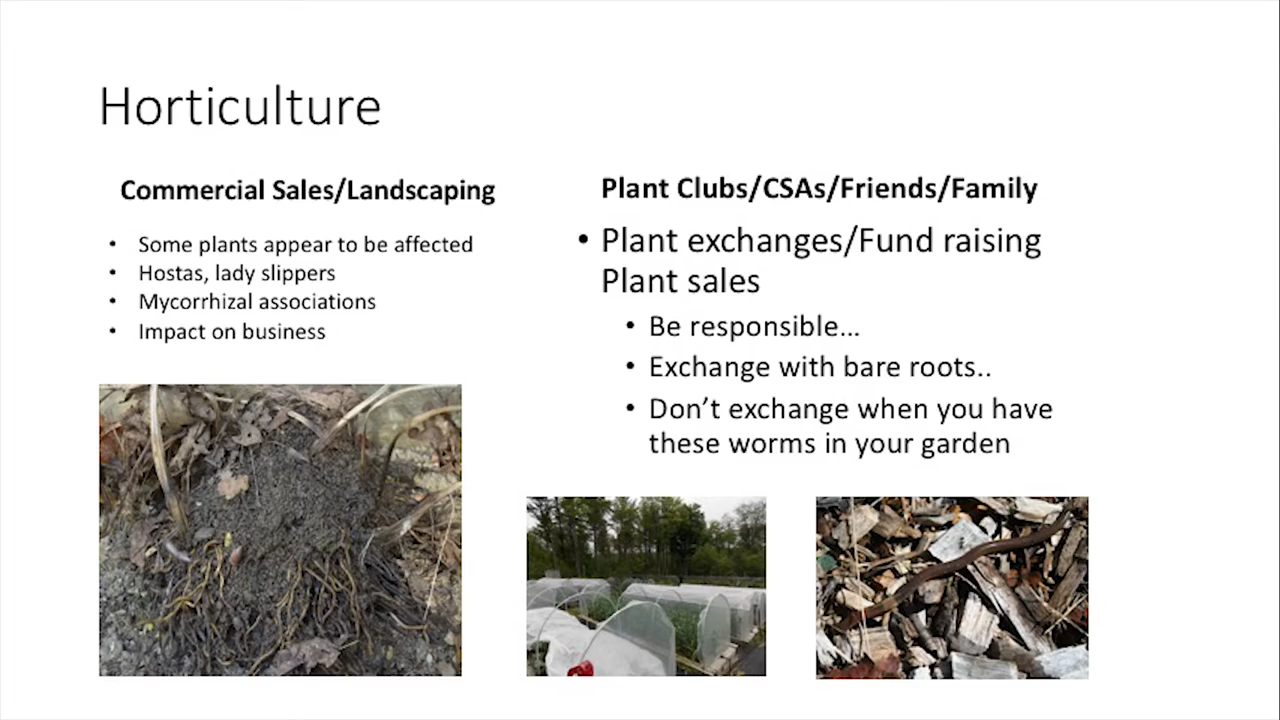 Horticulture
Commercial Sales/Landscaping
• Some plants appear to be affected
• Hostas, lady slippers
• Mycorrhizal associations
• Impact on business
Plant Clubs/CSAs/Friends/Family
• Plant exchanges/Fund raising
Plant sales
• Be responsible...
• Exchange with bare roots..
• Don’t exchange when you have
these worms in your garden